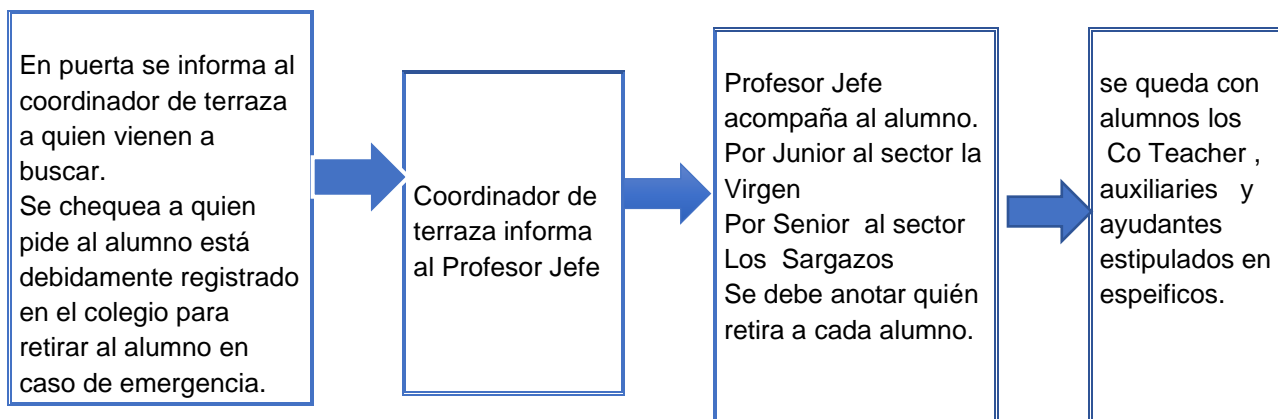 En puerta se informa al
coordinador de terraza
a quien vienen a
buscar.
Se chequea a quien
pide al alumno está
debidamente registrado
en el colegio para
retirar al alumno en
caso de emergencia.
Coordinador de
terraza informa
al Profesor Jefe
Profesor Jefe
acompaña al alumno.
Por Junior al sector la
Virgen
Por Senior al sector
Los Sargazos
Se debe anotar quién
retira a cada alumno.
se queda con
alumnos los
Co Teacher ,
auxiliaries y
ayudantes
estipulados en
espeificos.